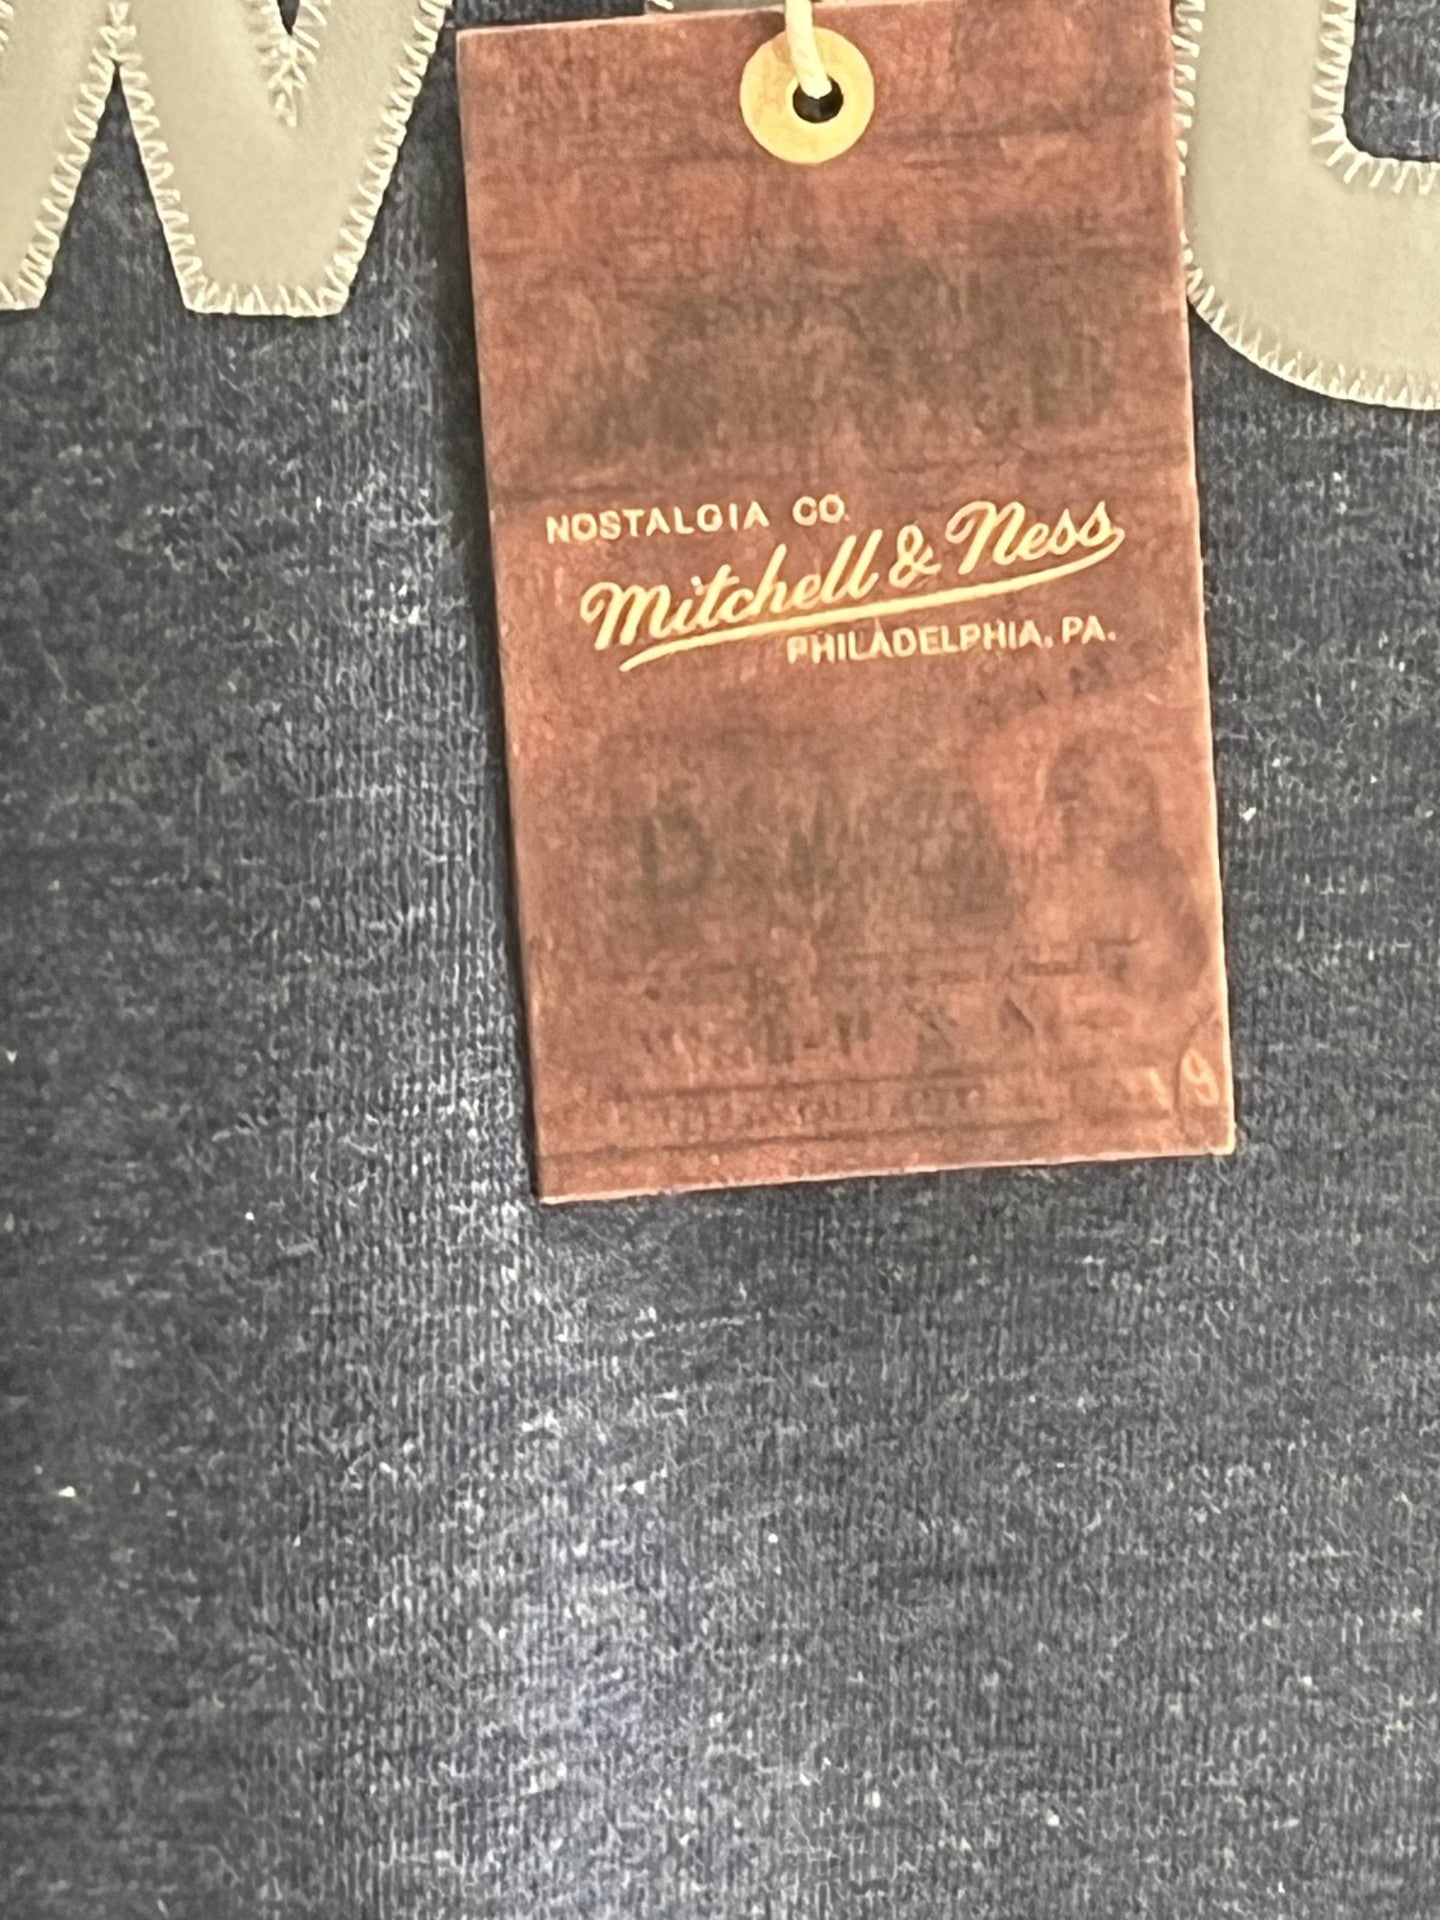 NOSTALGIA CO.
Mitchell & Ness
PHILADELPHIA, PA.